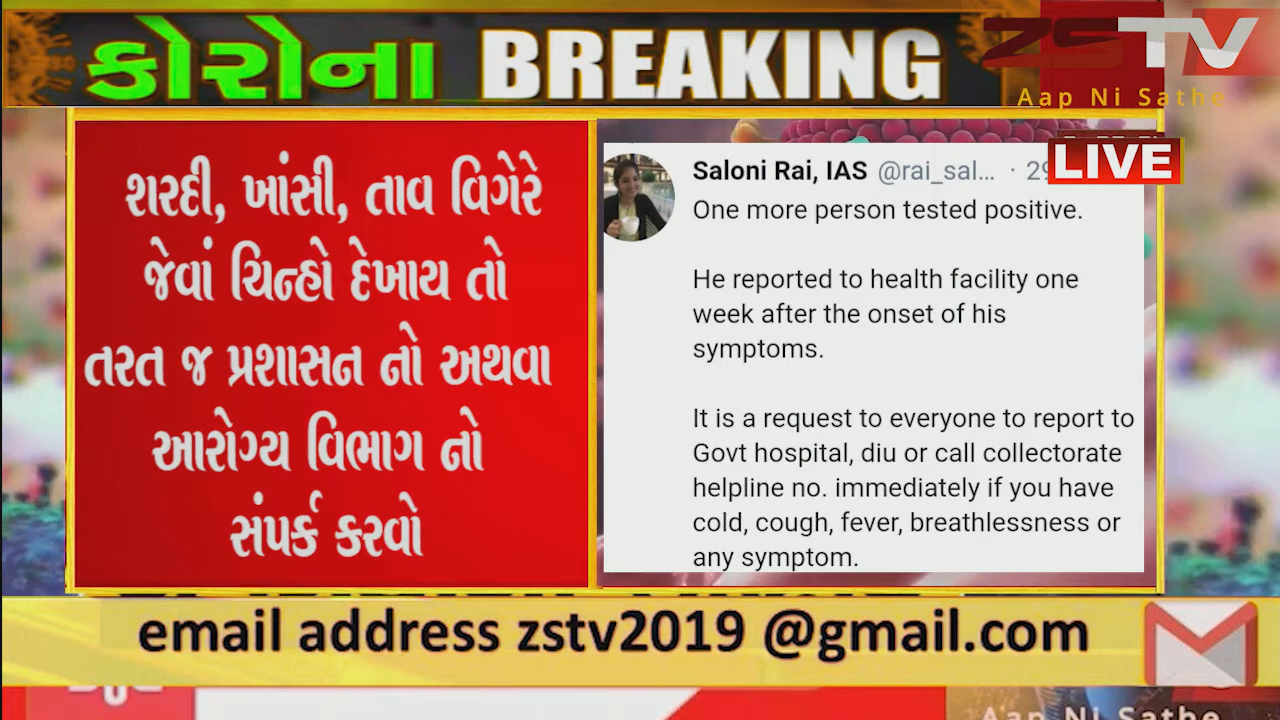 કોરોના BREAKING
ZSTV
Aap Ni Sathe
LIVE
શરદી, ખાંસી, તાવ વિગેરે
જેવાં ચિન્હો દેખાય તો
તરત જ પ્રશાસન નો અથવા
આરોગ્ય વિભાગ નો
સંપર્ક કરવો
Saloni Rai, IAS @rai_sal... · 29
One more person tested positive.
He reported to health facility one
week after the onset of his
symptoms.
It is a request to everyone to report to
Govt hospital, diu or call collectorate
helpline no. immediately if you have
cold, cough, fever, breathlessness or
any symptom.
email address zstv2019 @gmail.com
Aap Ni Sathe